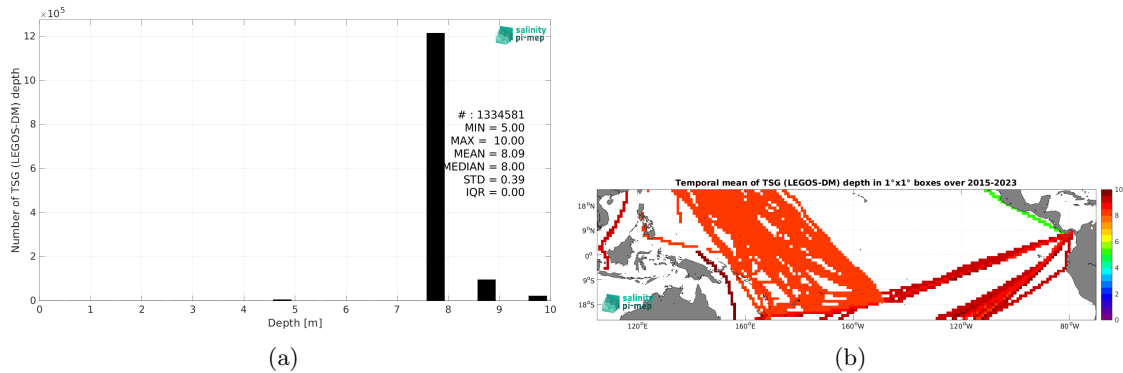 ×10⁵
12
10
8
6
4
2
0
Number of TSG (LEGOS-DM) depth
salinity
pi-mep
# : 1334581
MIN = 5.00
MAX = 10.00
MEAN = 8.09
MEDIAN = 8.00
STD = 0.39
IQR = 0.00
0 1 2 3 4 5 6 7 8 9 10
Depth [m]
(a)
Temporal mean of TSG (LEGOS-DM) depth in 1°x1° boxes over 2015-2023
18°N
9°N
0°
9°S
18°S
salinity
pi-mep
120°E 160°E 160°W 120°W 80°W
10
8
6
4
2
0
(b)